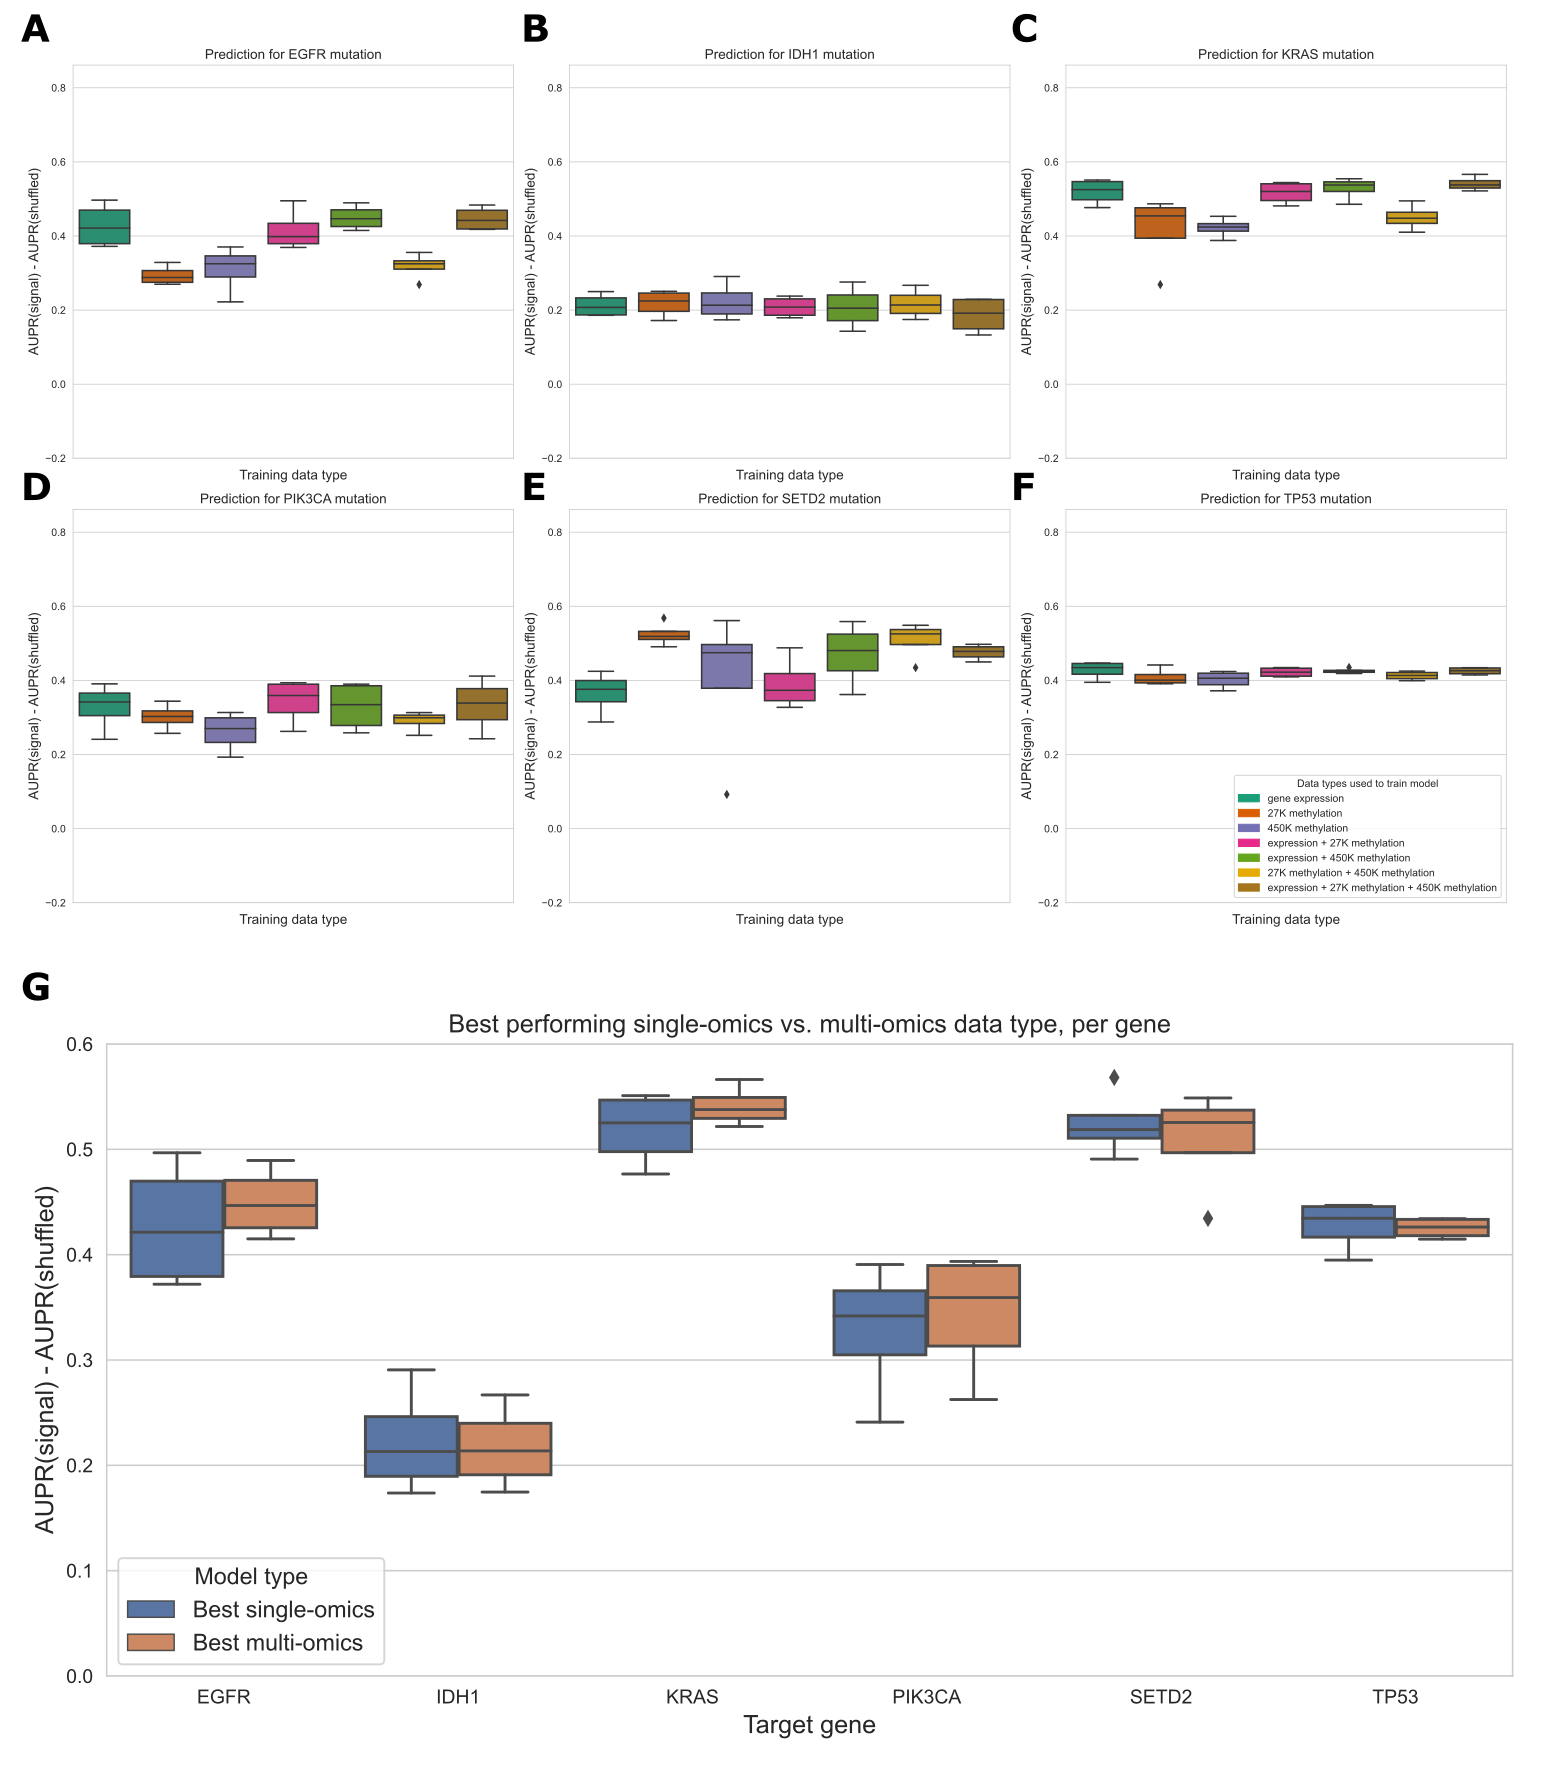 A
Prediction for EGFR mutation
AUPR(signal) - AUPR(shuffled)
0.8
0.6
0.4
0.2
0.0
−0.2
Training data type
B
Prediction for IDH1 mutation
AUPR(signal) - AUPR(shuffled)
0.8
0.6
0.4
0.2
0.0
−0.2
Training data type
C
Prediction for KRAS mutation
AUPR(signal) - AUPR(shuffled)
0.8
0.6
0.4
0.2
0.0
−0.2
Training data type
D
Prediction for PIK3CA mutation
AUPR(signal) - AUPR(shuffled)
0.8
0.6
0.4
0.2
0.0
−0.2
Training data type
E
Prediction for SETD2 mutation
AUPR(signal) - AUPR(shuffled)
0.8
0.6
0.4
0.2
0.0
−0.2
Training data type
F
Prediction for TP53 mutation
AUPR(signal) - AUPR(shuffled)
0.8
0.6
0.4
0.2
0.0
−0.2
Data types used to train model
gene expression
27K methylation
450K methylation
expression + 27K methylation
expression + 450K methylation
27K methylation + 450K methylation
expression + 27K methylation + 450K methylation
Training data type
G
Best performing single-omics vs. multi-omics data type, per gene
AUPR(signal) - AUPR(shuffled)
0.6
0.5
0.4
0.3
0.2
0.1
0.0
Model type
Best single-omics
Best multi-omics
EGFR
IDH1
KRAS
PIK3CA
SETD2
TP53
Target gene